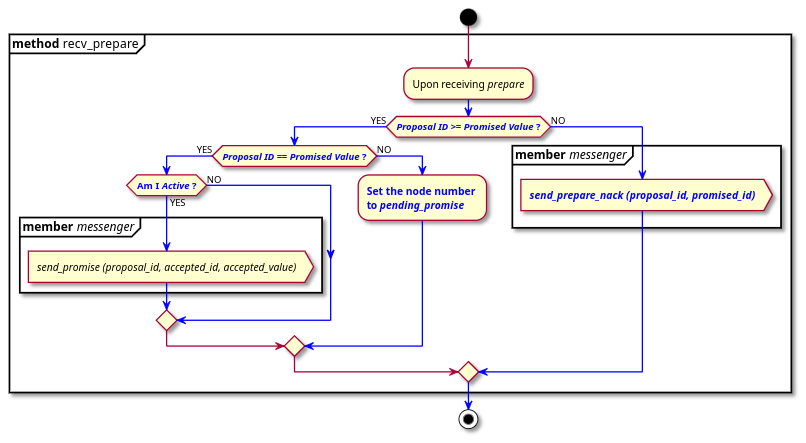 method recv_prepare
Upon receiving prepare
YES
Proposal ID >= Promised Value ?
NO
YES
Proposal ID == Promised Value ?
NO
member messenger
Am I Active ?
NO
YES
Set the node number
to pending_promise
send_prepare_nack (proposal_id, promised_id)
member messenger
send_promise (proposal_id, accepted_id, accepted_value)